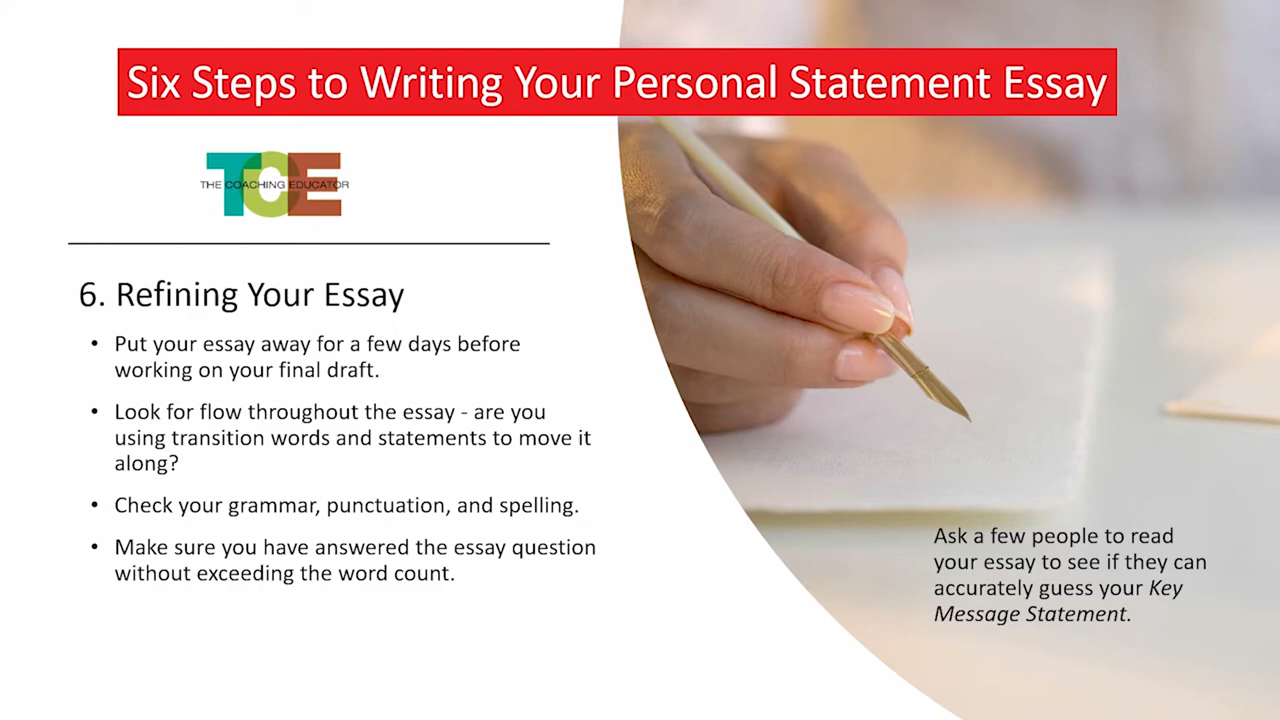 Six Steps to Writing Your Personal Statement Essay
TCE
THE COACHING EDUCATOR
6. Refining Your Essay
• Put your essay away for a few days before
working on your final draft.
• Look for flow throughout the essay - are you
using transition words and statements to move it
along?
• Check your grammar, punctuation, and spelling.
• Make sure you have answered the essay question
without exceeding the word count.
Ask a few people to read
your essay to see if they can
accurately guess your Key
Message Statement.